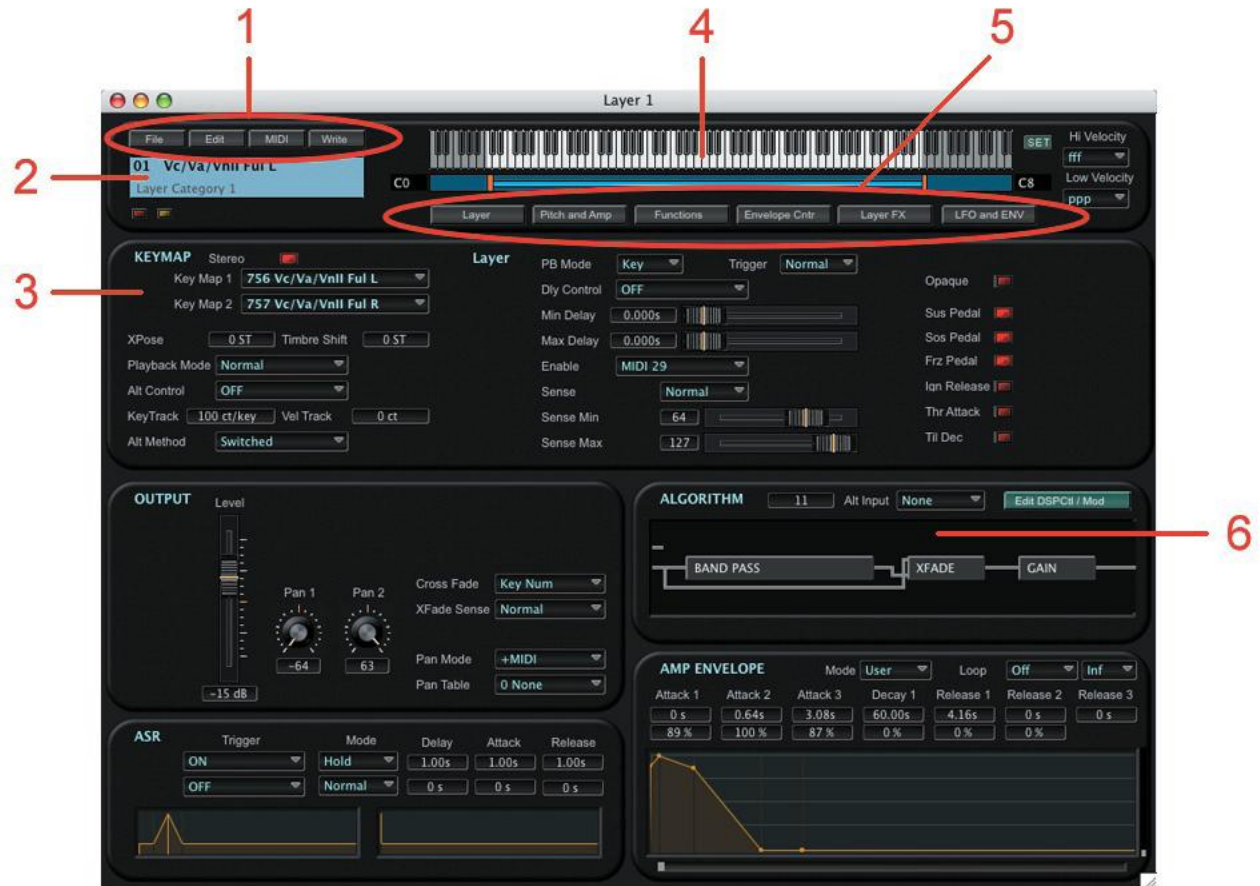 1
4
5
Layer 1
File Edit MIDI Write
SET
Hi Velocity
fff
2
01 Vc/Va/VnII Ful L
Layer Category 1
C0
C8
Low Velocity
ppp
Layer Pitch and Amp Functions Envelope Cntr Layer FX LFO and ENV
3
KEYMAP Stereo
Key Map 1 756 Vc/Va/VnII Ful L
Key Map 2 757 Vc/Va/VnII Ful R
XPose 0 ST Timbre Shift 0 ST
Playback Mode Normal
Alt Control OFF
KeyTrack 100 ct/key Vel Track 0 ct
Alt Method Switched
Layer
PB Mode Key Trigger Normal
Dly Control OFF
Min Delay 0.000s
Max Delay 0.000s
Enable MIDI 29
Sense Normal
Sense Min 64
Sense Max 127
Opaque
Sus Pedal
Sos Pedal
Frz Pedal
Ign Release
Thr Attack
Til Dec
OUTPUT
Level
-15 dB
Pan 1 Pan 2
-64 63
Cross Fade Key Num
XFade Sense Normal
Pan Mode +MIDI
Pan Table 0 None
ALGORITHM 11 Alt Input None Edit DSPCtl / Mod
6
BAND PASS XFADE GAIN
ASR
Trigger Mode Delay Attack Release
ON Hold 1.00s 1.00s 1.00s
OFF Normal 0 s 0 s 0 s
AMP ENVELOPE Mode User Loop Off Inf
Attack 1 Attack 2 Attack 3 Decay 1 Release 1 Release 2 Release 3
0 s 0.64s 3.08s 60.00s 4.16s 0 s 0 s
89 % 100 % 87 % 0 % 0 % 0 %